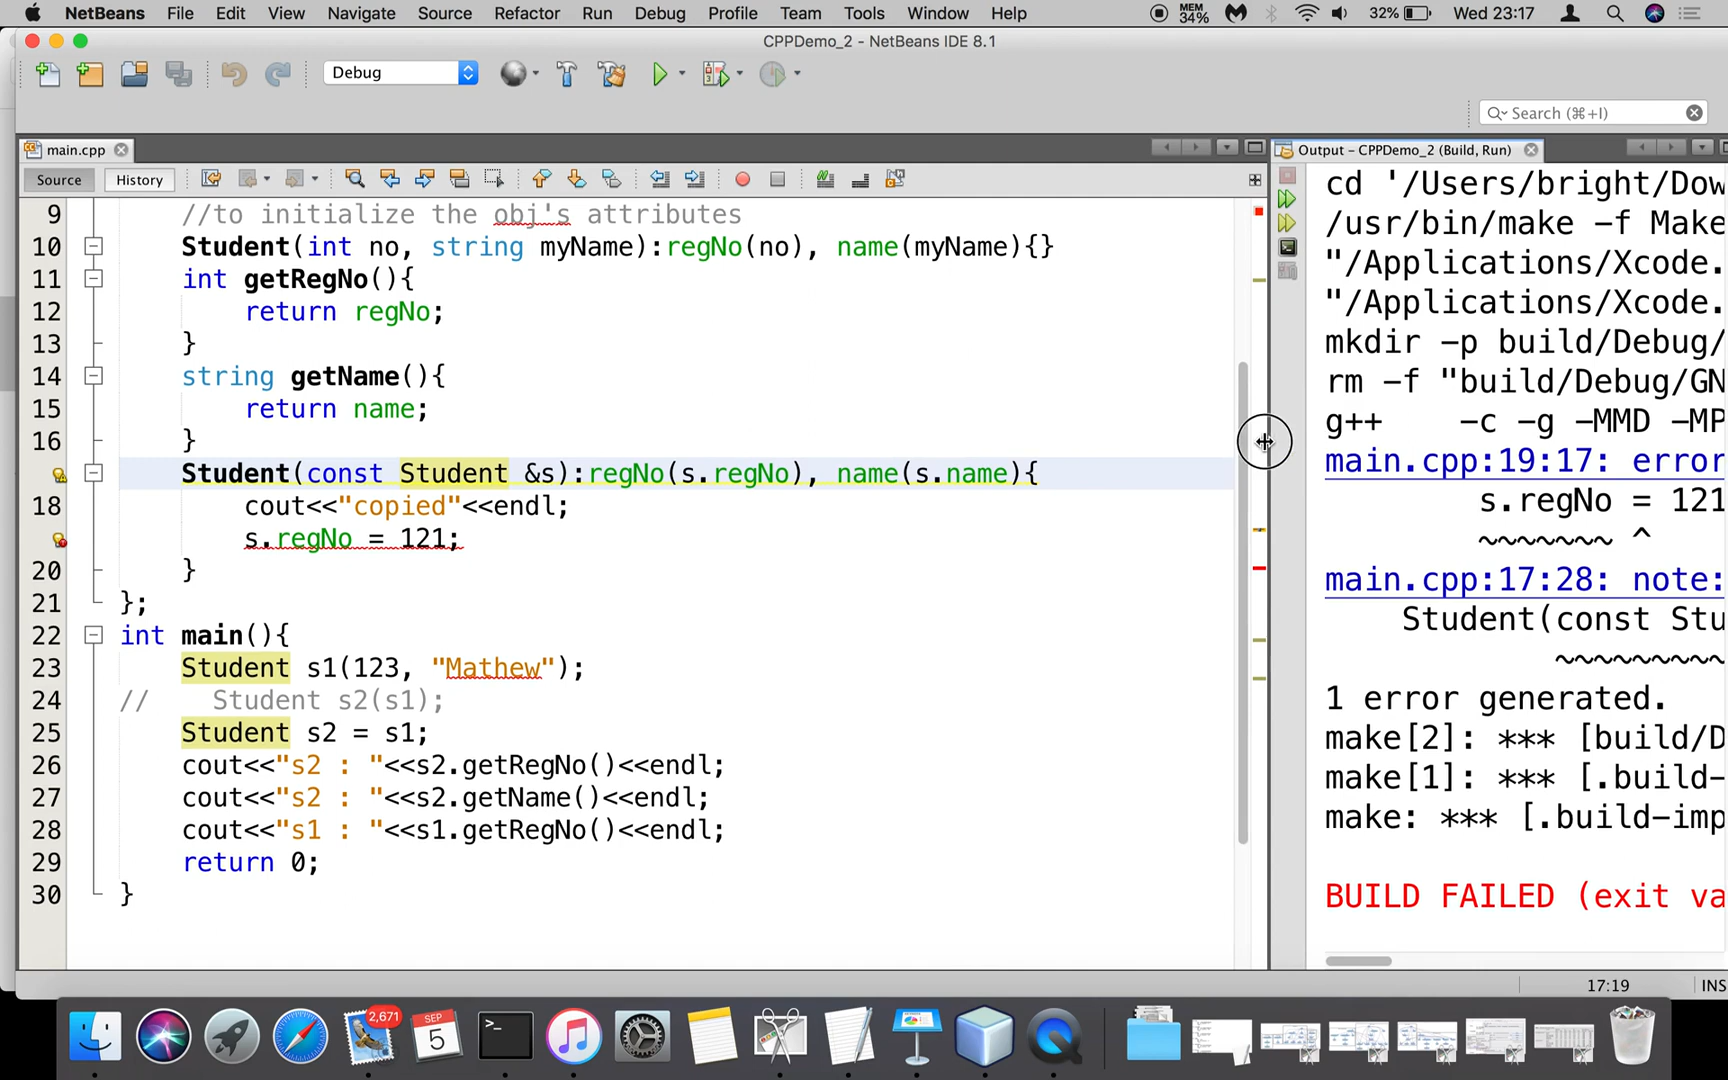 NetBeans File Edit View Navigate Source Refactor Run Debug Profile Team Tools Window Help MEM 34% 32% Wed 23:17
CPPDemo_2 - NetBeans IDE 8.1
Debug
Search (⌘+I)
main.cpp
Output - CPPDemo_2 (Build, Run)
Source History
9 //to initialize the obj's attributes
10 Student(int no, string myName):regNo(no), name(myName){}
11 int getRegNo(){
12 return regNo;
13 }
14 string getName(){
15 return name;
16 }
Student(const Student &s):regNo(s.regNo), name(s.name){
18 cout<<"copied"<<endl;
s.regNo = 121;
20 }
21 };
22 int main(){
23 Student s1(123, "Mathew");
24 // Student s2(s1);
25 Student s2 = s1;
26 cout<<"s2 : "<<s2.getRegNo()<<endl;
27 cout<<"s2 : "<<s2.getName()<<endl;
28 cout<<"s1 : "<<s1.getRegNo()<<endl;
29 return 0;
30 }
cd '/Users/bright/Dow
/usr/bin/make -f Make
"/Applications/Xcode.
"/Applications/Xcode.
mkdir -p build/Debug/
rm -f "build/Debug/GN
g++ -c -g -MMD -MP
main.cpp:19:17: error
s.regNo = 121
~~~~~~~ ^
main.cpp:17:28: note:
Student(const Stu
~~~~~~~~~~~
1 error generated.
make[2]: *** [build/D
make[1]: *** [.build-
make: *** [.build-imp
BUILD FAILED (exit va
17:19 INS
2,671
SEP
5
>_